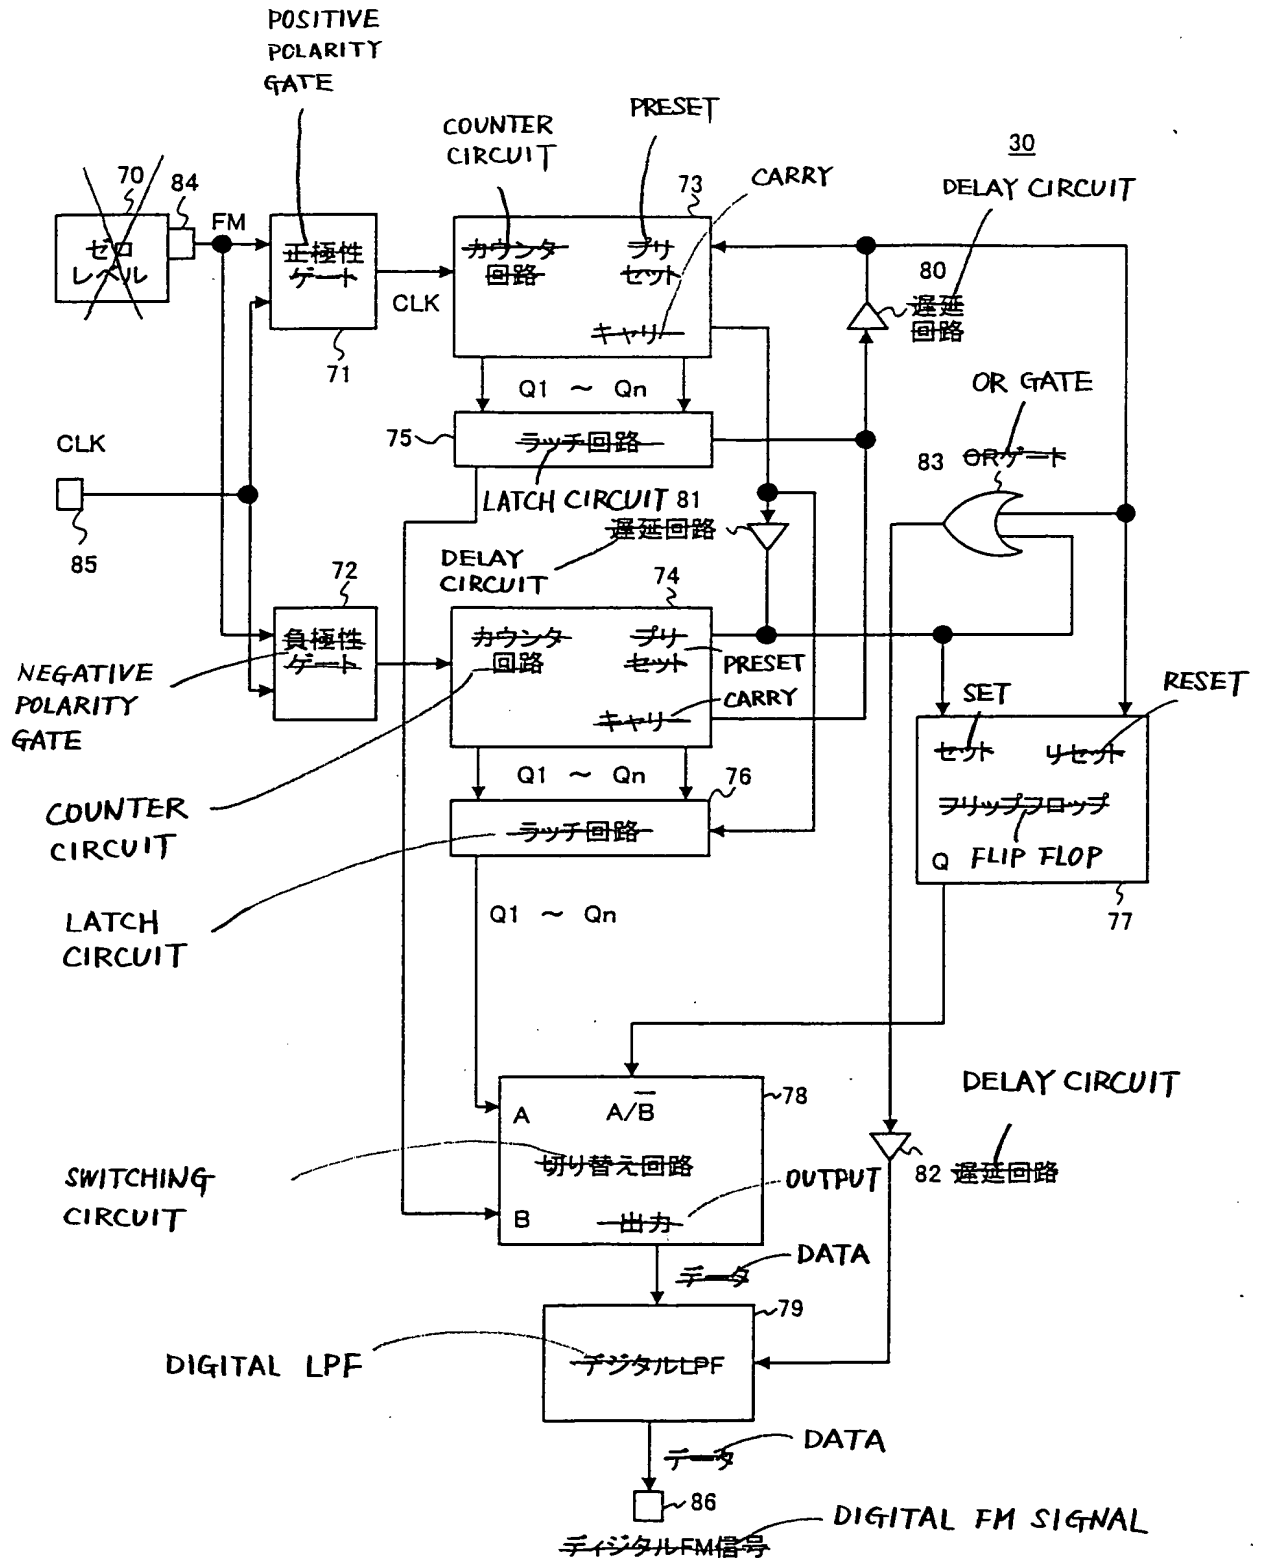 POSITIVE
POLARITY
GATE
COUNTER
CIRCUIT
PRESET
CARRY
30
DELAY CIRCUIT
70
84
FM
73
ゼロ
レベル
正極性
ゲート
カウンタ
回路
プリ
セット
キャリー
CLK
71
80
遅延
回路
Q1 ～ Qn
OR GATE
75
ラッチ回路
83
ORゲート
CLK
LATCH CIRCUIT
81
遅延回路
85
DELAY
CIRCUIT
72
74
負極性
ゲート
カウンタ
回路
プリ
セット
PRESET
キャリー
CARRY
NEGATIVE
POLARITY
GATE
SET
RESET
セット
リセット
フリップフロップ
Q
FLIP FLOP
77
Q1 ～ Qn
76
ラッチ回路
COUNTER
CIRCUIT
LATCH
CIRCUIT
Q1 ～ Qn
78
A
A/B̅
切り替え回路
B
出力
OUTPUT
SWITCHING
CIRCUIT
DELAY CIRCUIT
82
遅延回路
データ
DATA
79
デジタルLPF
DIGITAL LPF
データ
DATA
86
ディジタルFM信号
DIGITAL FM SIGNAL